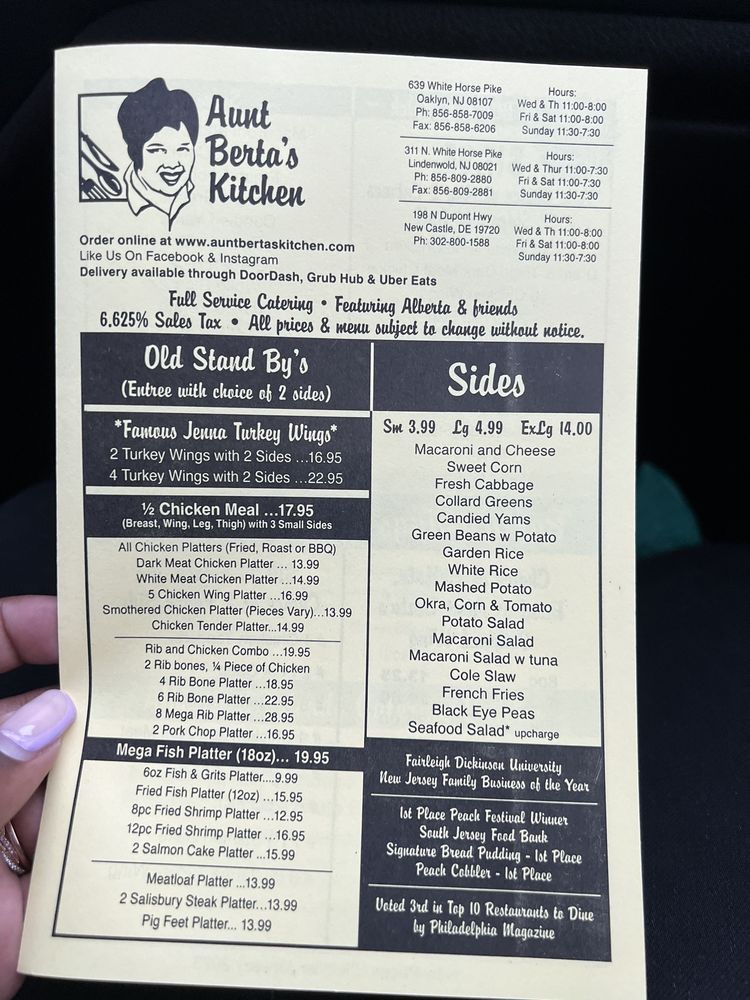 Aunt
Berta's
Kitchen
639 White Horse Pike
Oaklyn, NJ 08107
Ph: 856-858-7009
Fax: 856-858-6206
Hours:
Wed & Th 11:00-8:00
Fri & Sat 11:00-8:00
Sunday 11:30-7:30
311 N. White Horse Pike
Lindenwold, NJ 08021
Ph: 856-809-2880
Fax: 856-809-2881
Hours:
Wed & Thur 11:00-7:30
Fri & Sat 11:00-7:30
Sunday 11:30-7:30
198 N Dupont Hwy
New Castle, DE 19720
Ph: 302-800-1588
Hours:
Wed & Th 11:00-8:00
Fri & Sat 11:00-8:00
Sunday 11:30-7:30
Order online at www.auntbertaskitchen.com
Like Us On Facebook & Instagram
Delivery available through DoorDash, Grub Hub & Uber Eats
Full Service Catering • Featuring Alberta & friends
6.625% Sales Tax • All prices & menu subject to change without notice.
Old Stand By's
(Entree with choice of 2 sides)
*Famous Jenna Turkey Wings*
2 Turkey Wings with 2 Sides ...16.95
4 Turkey Wings with 2 Sides ...22.95
½ Chicken Meal ...17.95
(Breast, Wing, Leg, Thigh) with 3 Small Sides
All Chicken Platters (Fried, Roast or BBQ)
Dark Meat Chicken Platter ... 13.99
White Meat Chicken Platter ...14.99
5 Chicken Wing Platter ...16.99
Smothered Chicken Platter (Pieces Vary)...13.99
Chicken Tender Platter...14.99
Rib and Chicken Combo ...19.95
2 Rib bones, ¼ Piece of Chicken
4 Rib Bone Platter ...18.95
6 Rib Bone Platter ...22.95
8 Mega Rib Platter ...28.95
2 Pork Chop Platter ...16.95
Mega Fish Platter (18oz)... 19.95
6oz Fish & Grits Platter....9.99
Fried Fish Platter (12oz) ...15.95
8pc Fried Shrimp Platter ...12.95
12pc Fried Shrimp Platter ...16.95
2 Salmon Cake Platter ...15.99
Meatloaf Platter ...13.99
2 Salisbury Steak Platter...13.99
Pig Feet Platter... 13.99
Sides
Sm 3.99 Lg 4.99 ExLg 14.00
Macaroni and Cheese
Sweet Corn
Fresh Cabbage
Collard Greens
Candied Yams
Green Beans w Potato
Garden Rice
White Rice
Mashed Potato
Okra, Corn & Tomato
Potato Salad
Macaroni Salad
Macaroni Salad w tuna
Cole Slaw
French Fries
Black Eye Peas
Seafood Salad* upcharge
Fairleigh Dickinson University
New Jersey Family Business of the Year
1st Place Peach Festival Winner
South Jersey Food Bank
Signature Bread Pudding - 1st Place
Peach Cobbler - 1st Place
Voted 3rd in Top 10 Restaurants to Dine
by Philadelphia Magazine